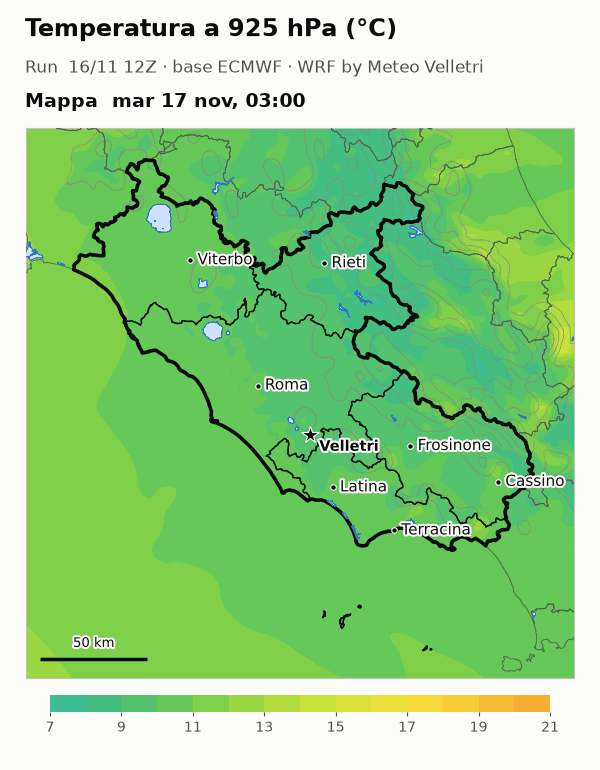 Temperatura a 925 hPa (°C)
Run  16/11 12Z · base ECMWF · WRF by Meteo Velletri
Mappa  mar 17 nov, 03:00
Viterbo
Rieti
Roma
Velletri
Frosinone
Latina
Cassino
Terracina
50 km
7 9 11 13 15 17 19 21